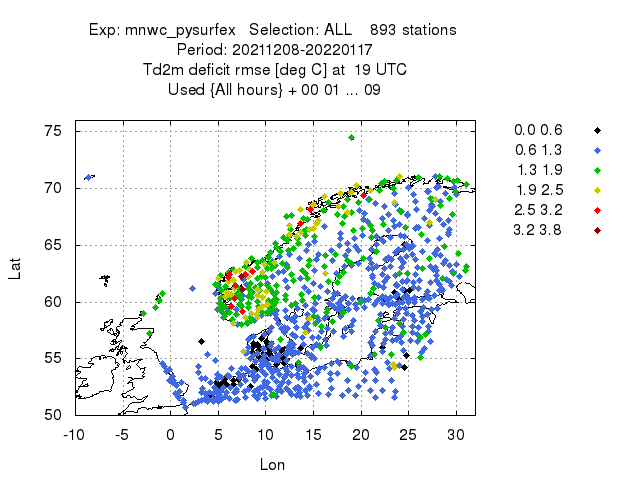 Exp: mnwc_pysurfex   Selection: ALL    893 stations
Period: 20211208-20220117
Td2m deficit rmse [deg C] at  19 UTC
Used {All hours} + 00 01 ... 09
75
70
65
60
55
50
-10 -5 0 5 10 15 20 25 30
Lat
Lon
0.0 0.6
0.6 1.3
1.3 1.9
1.9 2.5
2.5 3.2
3.2 3.8